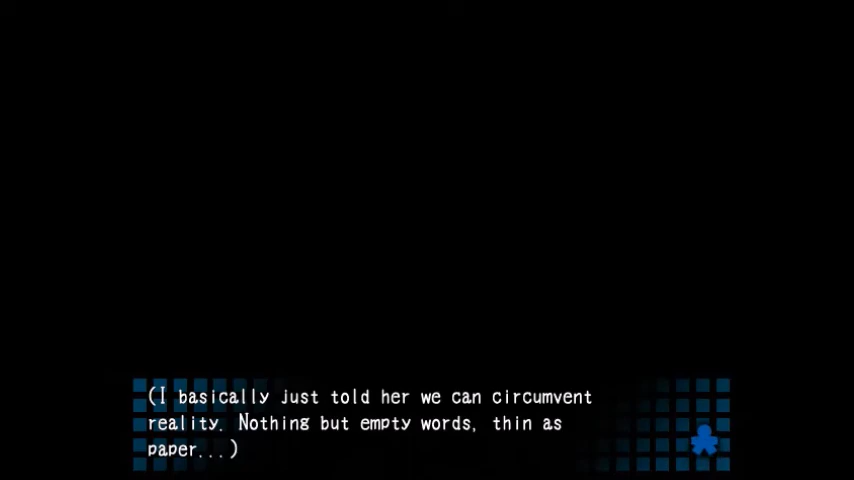 (I basically just told her we can circumvent
reality. Nothing but empty words, thin as
paper...)